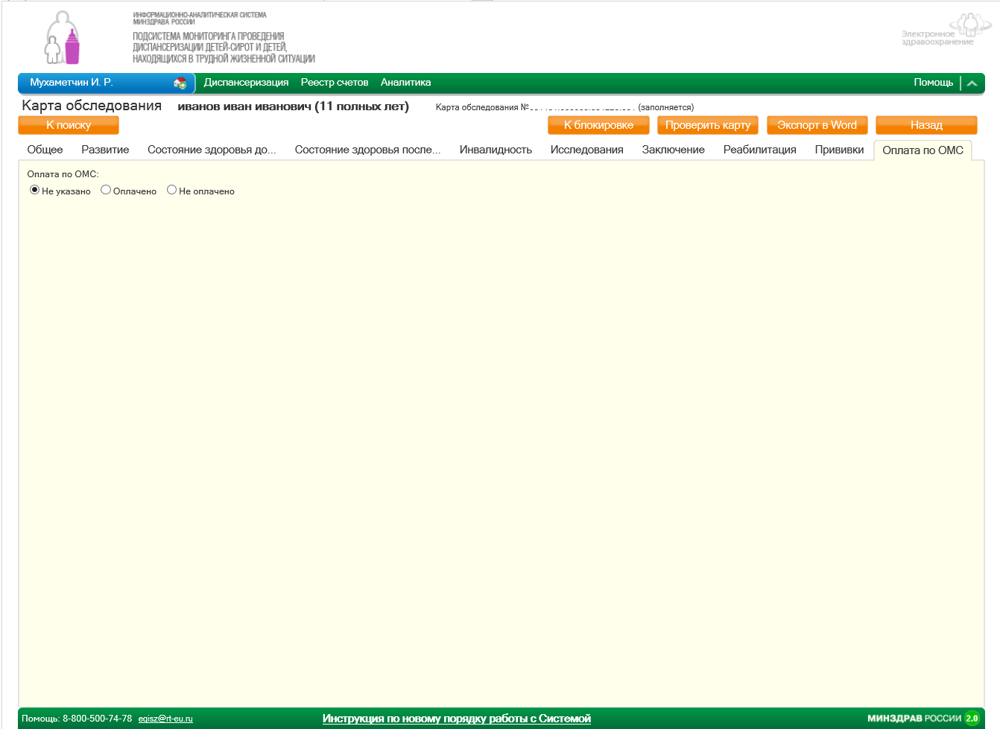 ИНФОРМАЦИОННО-АНАЛИТИЧЕСКАЯ СИСТЕМА
МИНЗДРАВА РОССИИ
ПОДСИСТЕМА МОНИТОРИНГА ПРОВЕДЕНИЯ
ДИСПАНСЕРИЗАЦИИ ДЕТЕЙ-СИРОТ И ДЕТЕЙ,
НАХОДЯЩИХСЯ В ТРУДНОЙ ЖИЗНЕННОЙ СИТУАЦИИ
Электронное
здравоохранение
Мухаметчин И. Р. Диспансеризация Реестр счетов Аналитика Помощь
Карта обследования иванов иван иванович (11 полных лет) Карта обследования № (заполняется)
К поиску К блокировке Проверить карту Экспорт в Word Назад
Общее Развитие Состояние здоровья до... Состояние здоровья после... Инвалидность Исследования Заключение Реабилитация Прививки Оплата по ОМС
Оплата по ОМС:
Не указано Оплачено Не оплачено
Помощь: 8-800-500-74-78 egisz@rt-eu.ru Инструкция по новому порядку работы с Системой МИНЗДРАВ РОССИИ 2.0